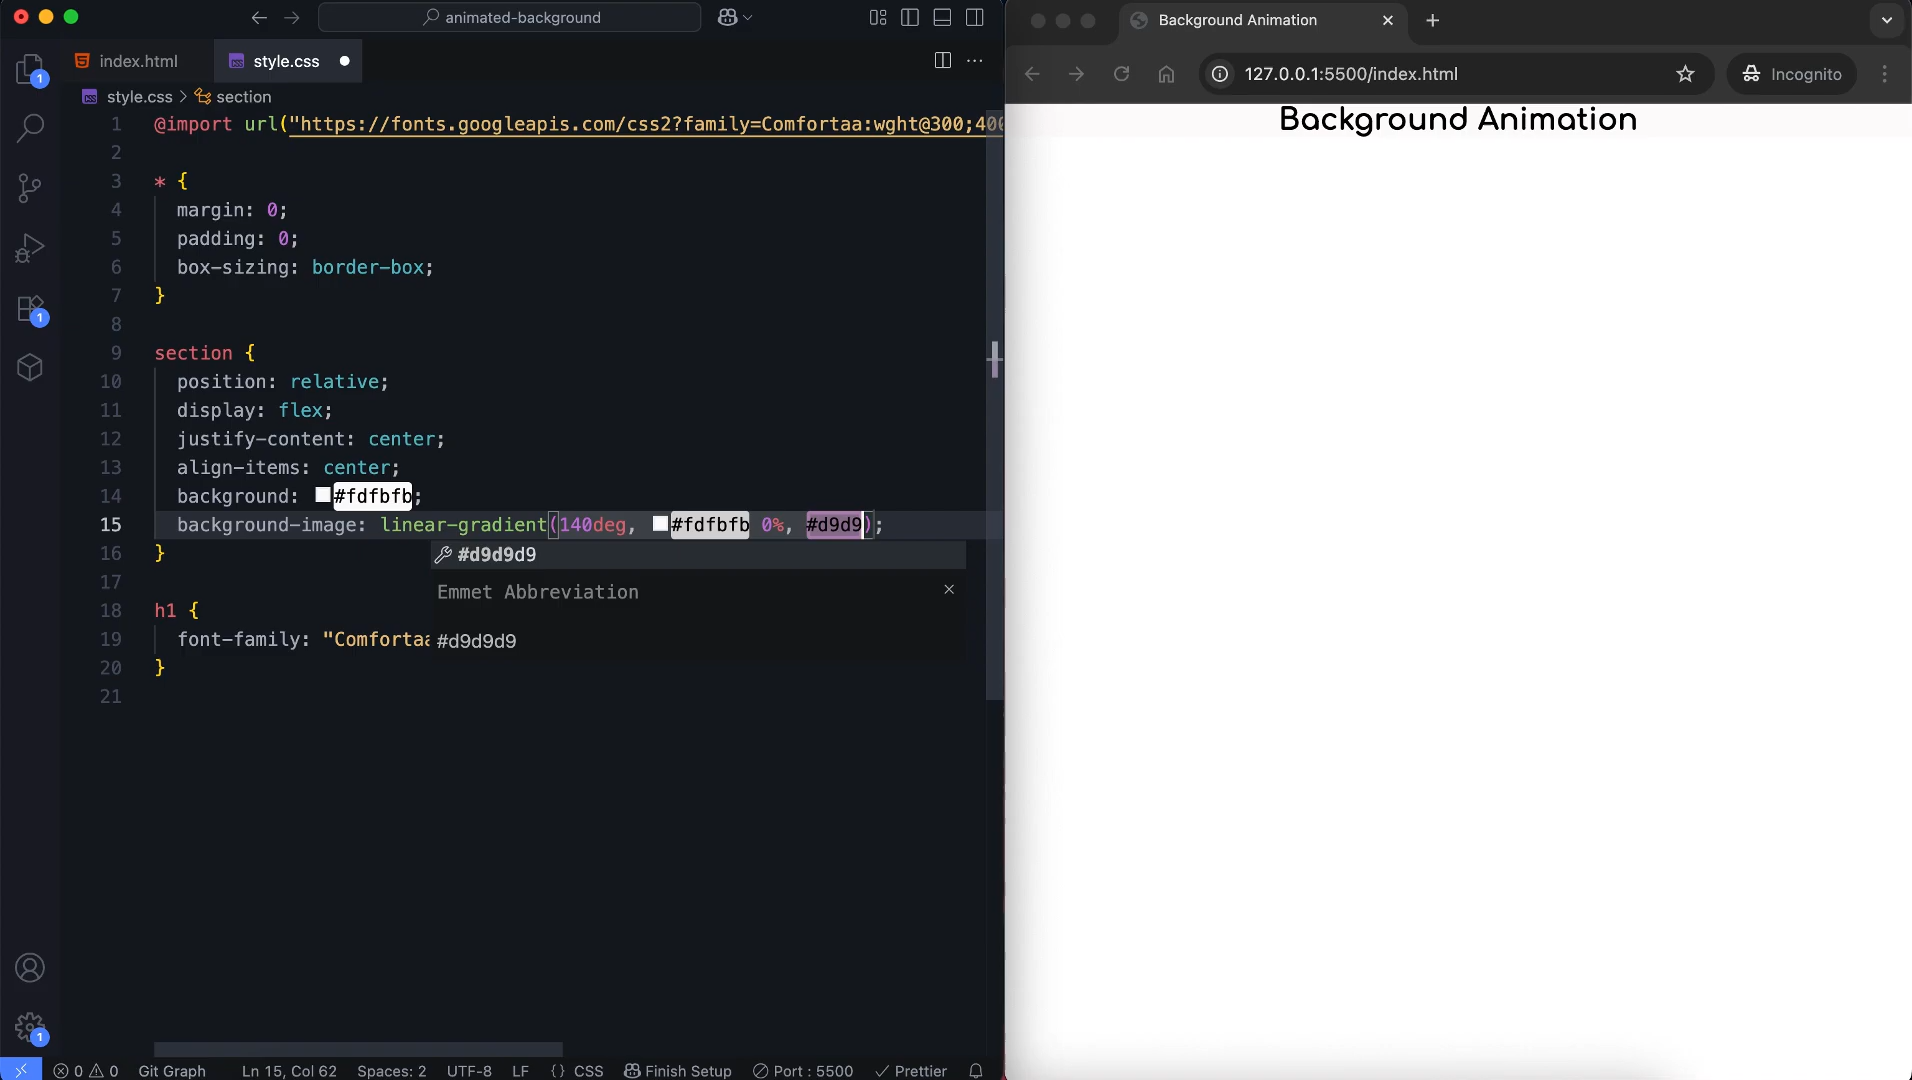 animated-background
index.html
style.css
style.css > section
1 @import url("https://fonts.googleapis.com/css2?family=Comfortaa:wght@300;400
2
3 * {
4 margin: 0;
5 padding: 0;
6 box-sizing: border-box;
7 }
8
9 section {
10 position: relative;
11 display: flex;
12 justify-content: center;
13 align-items: center;
14 background: #fdfbfb;
15 background-image: linear-gradient(140deg, #fdfbfb 0%, #d9d9);
16 }
#d9d9d9
17
Emmet Abbreviation
18 h1 {
19 font-family: "Comfortaa
#d9d9d9
20 }
21
1
1
1
0 0 Git Graph Ln 15, Col 62 Spaces: 2 UTF-8 LF {} CSS Finish Setup Port : 5500 Prettier
Background Animation
127.0.0.1:5500/index.html
Incognito
Background Animation